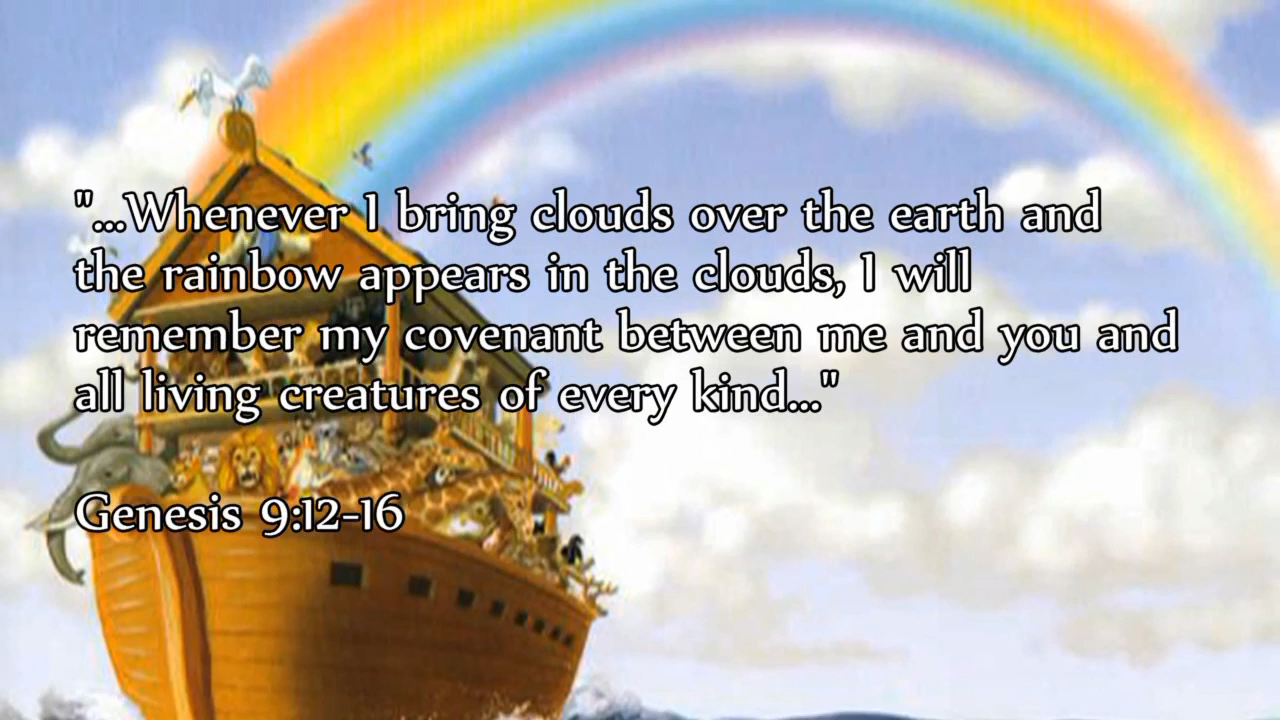 "...Whenever I bring clouds over the earth and
the rainbow appears in the clouds, I will
remember my covenant between me and you and
all living creatures of every kind..."
Genesis 9:12-16